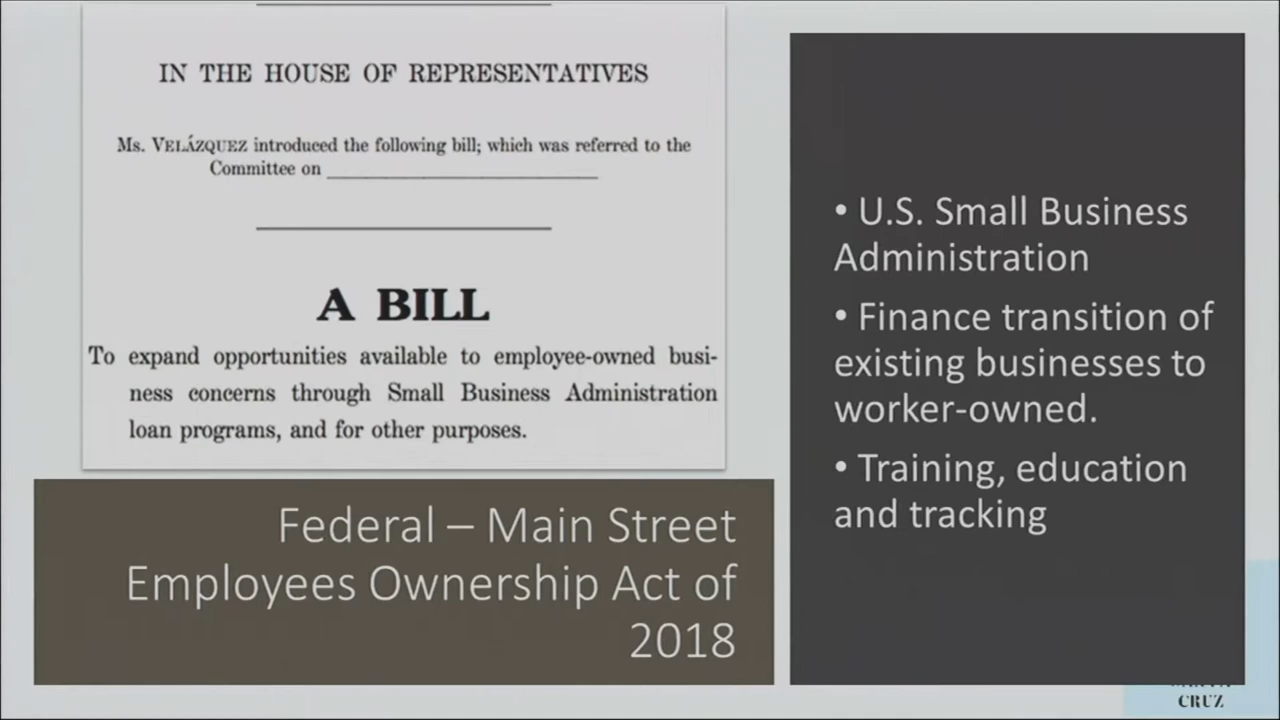 IN THE HOUSE OF REPRESENTATIVES
Ms. VELÁZQUEZ introduced the following bill; which was referred to the
Committee on
A BILL
To expand opportunities available to employee-owned busi-
ness concerns through Small Business Administration
loan programs, and for other purposes.
Federal – Main Street
Employees Ownership Act of
2018
• U.S. Small Business
Administration
• Finance transition of
existing businesses to
worker-owned.
• Training, education
and tracking
CRUZ